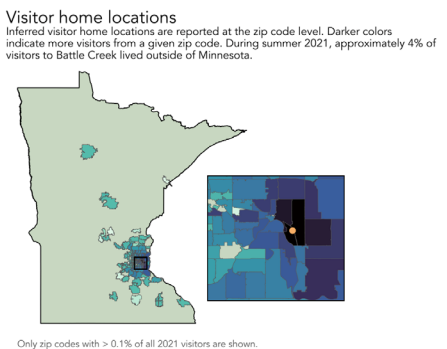 Visitor home locations
Inferred visitor home locations are reported at the zip code level. Darker colors
indicate more visitors from a given zip code. During summer 2021, approximately 4% of
visitors to Battle Creek lived outside of Minnesota.
Only zip codes with > 0.1% of all 2021 visitors are shown.